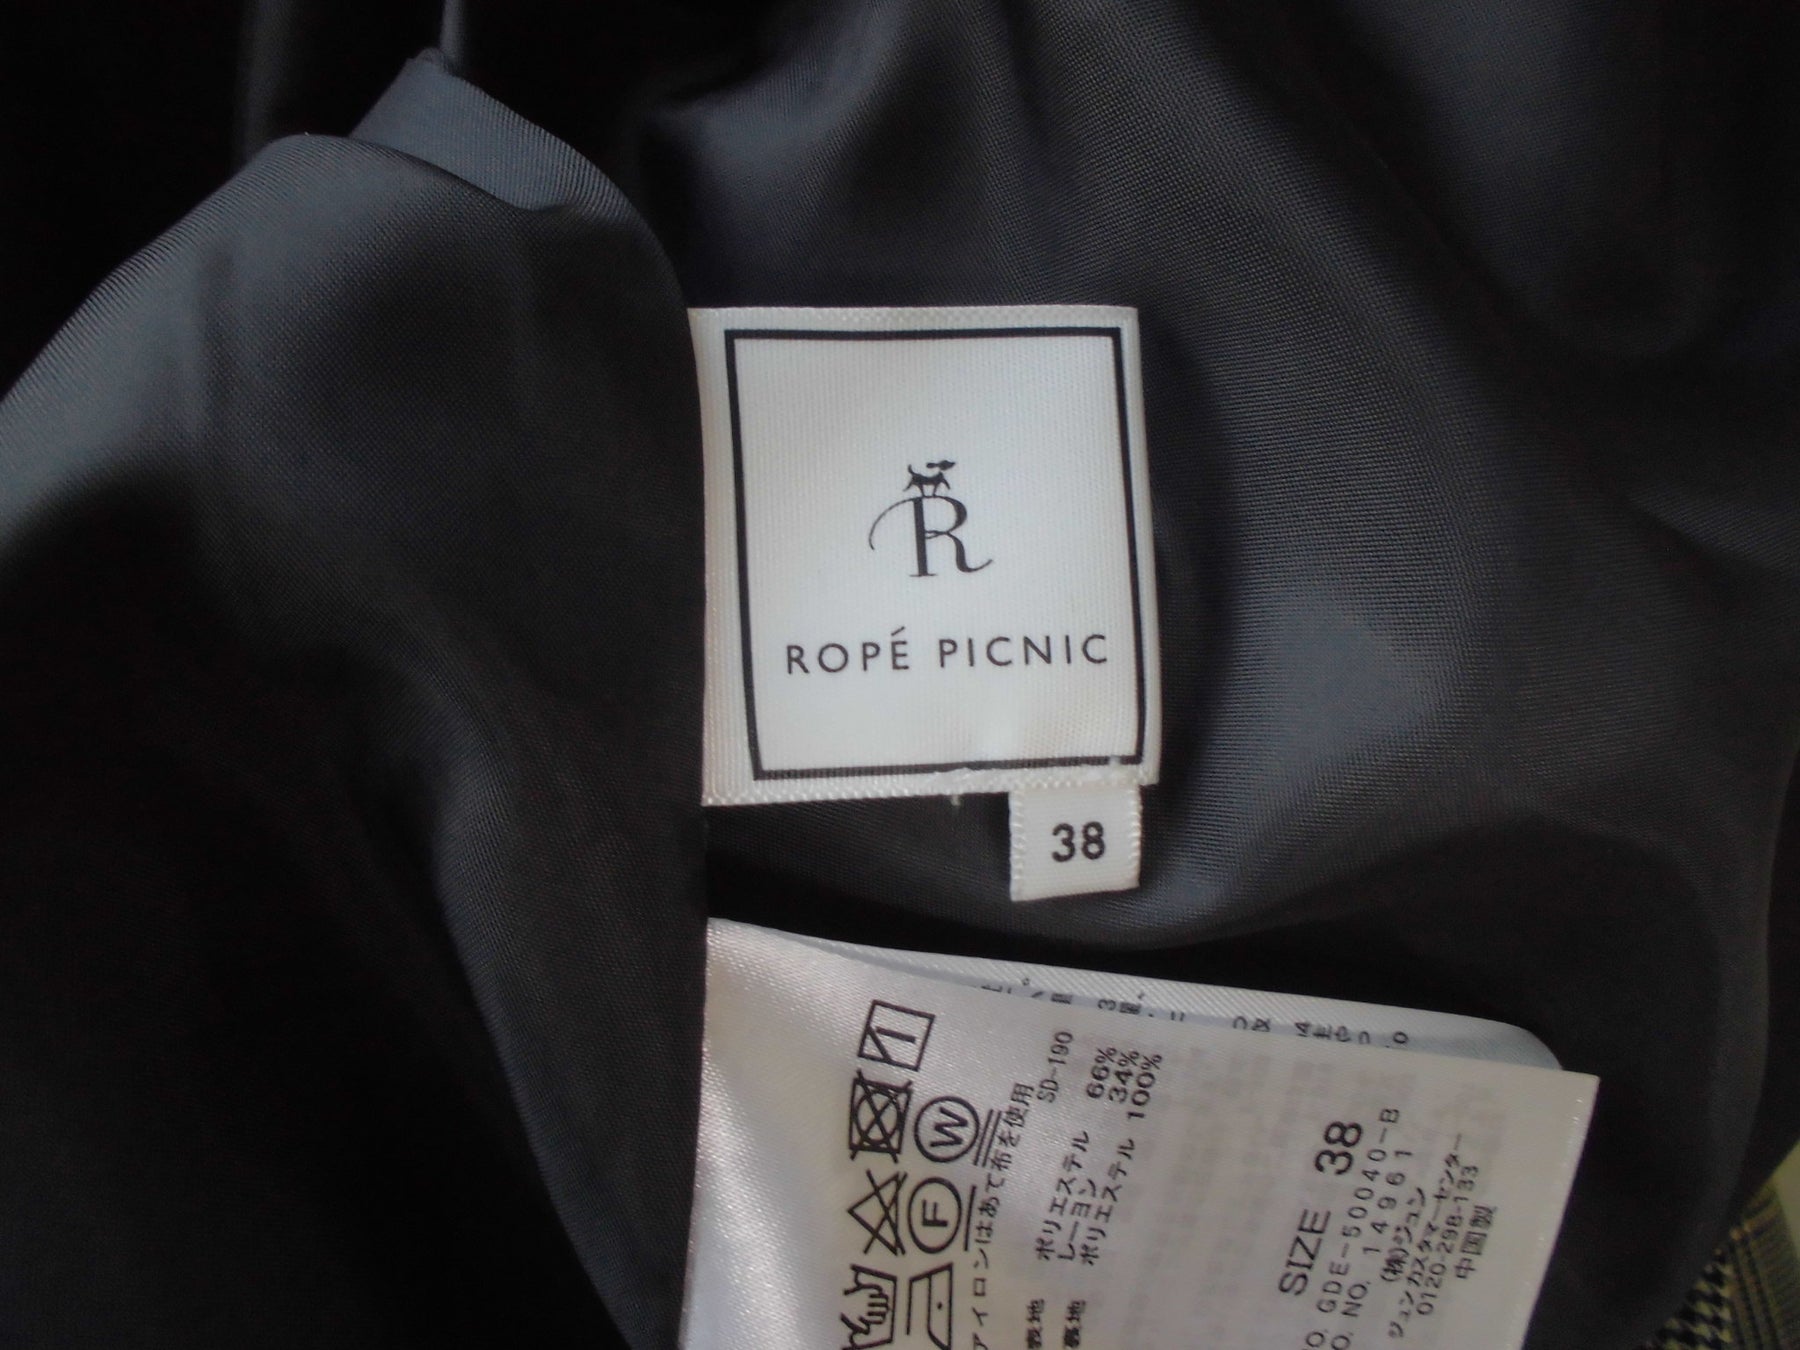 R
ROPÉ PICNIC
38
W
F
アイロンはあて布を使用
SD-190
表地 ポリエステル 66%
レーヨン 34%
裏地 ポリエステル 100%
SIZE 38
O. GDE-50040-B
O. NO. 14961
(株)ジュン
ジュンカスタマーセンター
0120-298-133
中国製